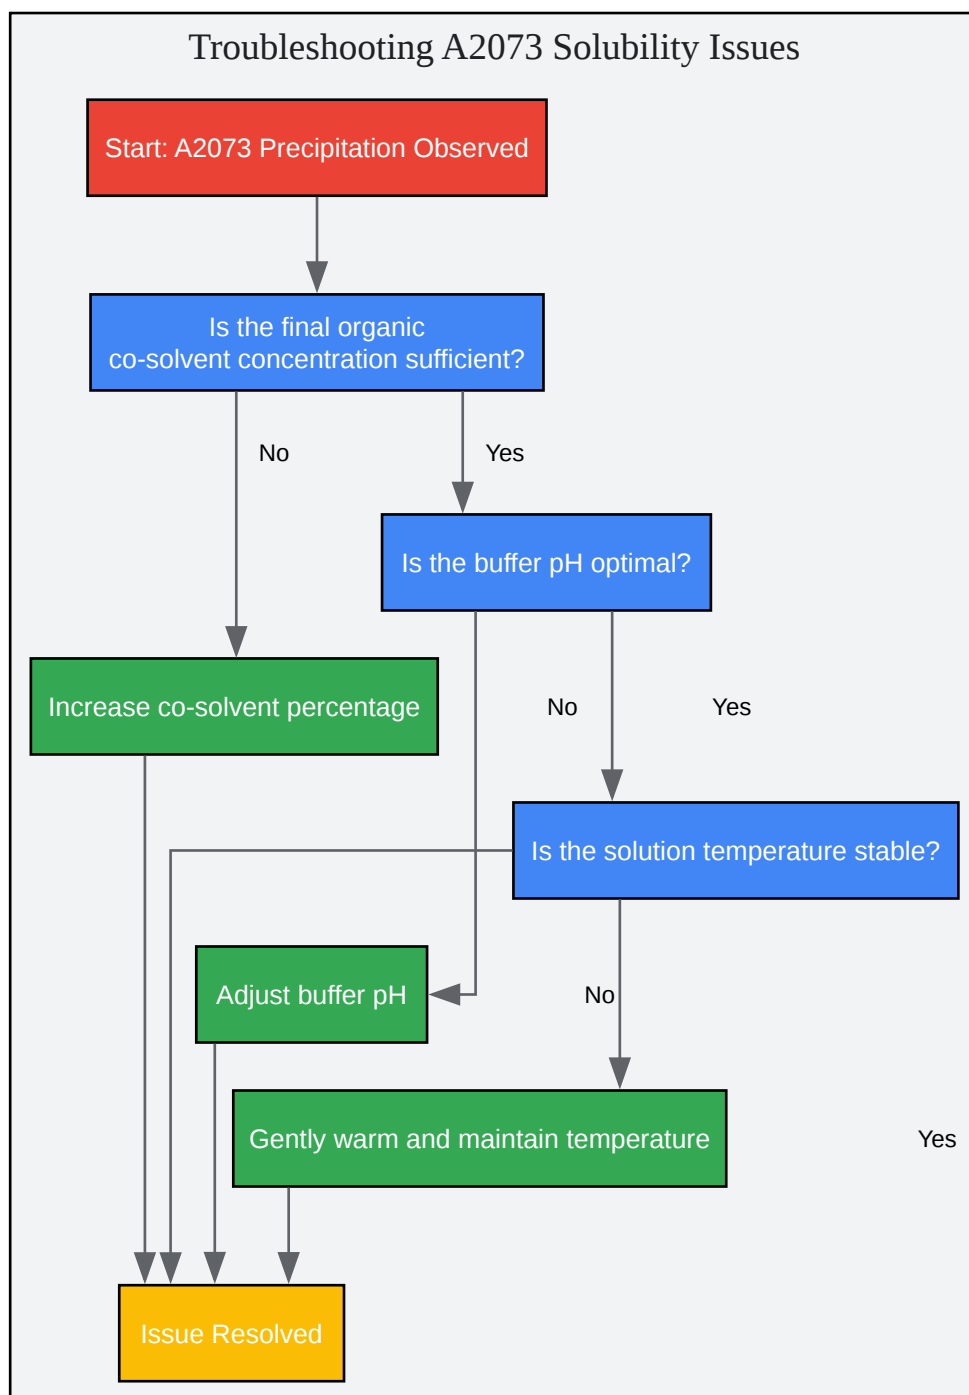 Troubleshooting A2073 Solubility Issues
Start: A2073 Precipitation Observed
Is the final organic
co-solvent concentration sufficient?
No
Yes
Is the buffer pH optimal?
Increase co-solvent percentage
No
Yes
Is the solution temperature stable?
Adjust buffer pH
No
Gently warm and maintain temperature
Yes
Issue Resolved